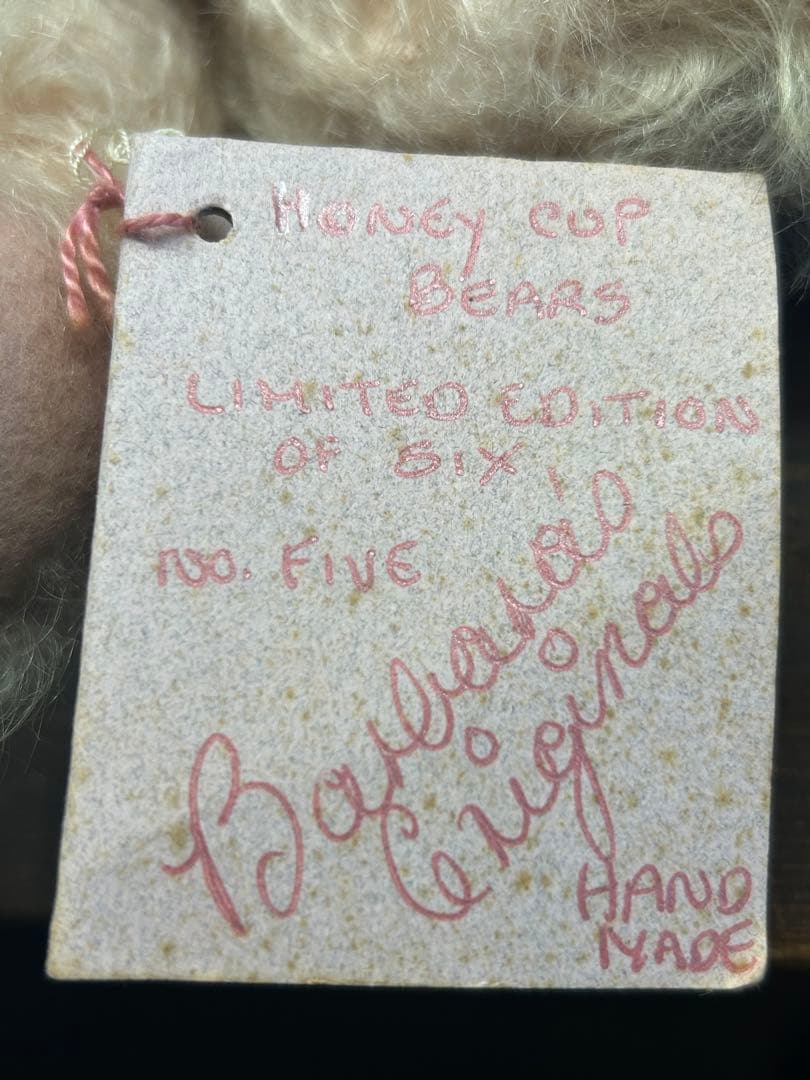 HONEY CUP
BEARS
LIMITED EDITION
OF SIX
NO. FIVE
Barbara's
Originals
HAND
MADE